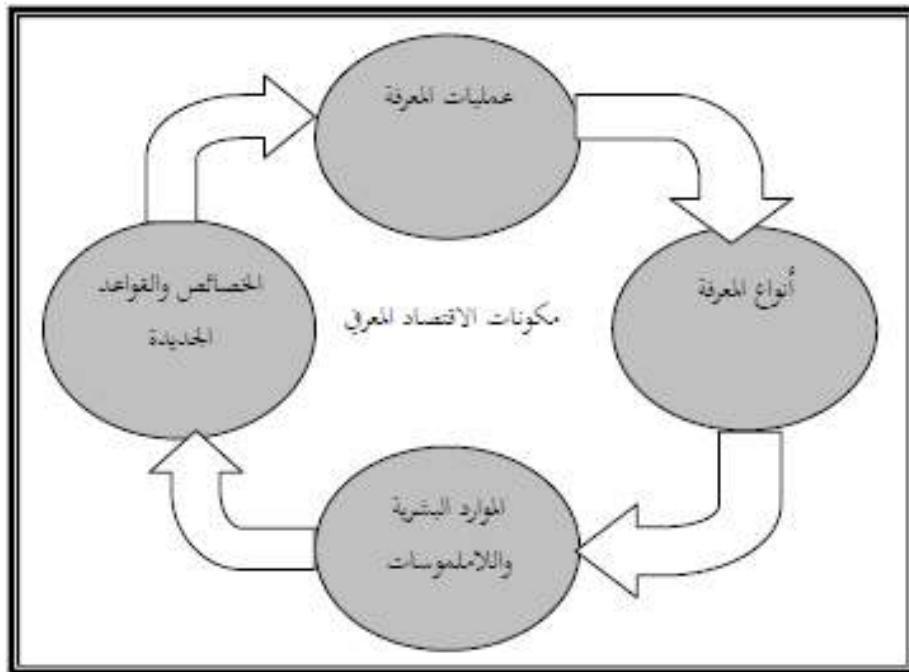 عمليات المعرفة
أنواع المعرفة
الخصائص والقواعد
الجديدة
مكونات الاقتصاد المعرفي
الموارد البشرية
واللاملموسات